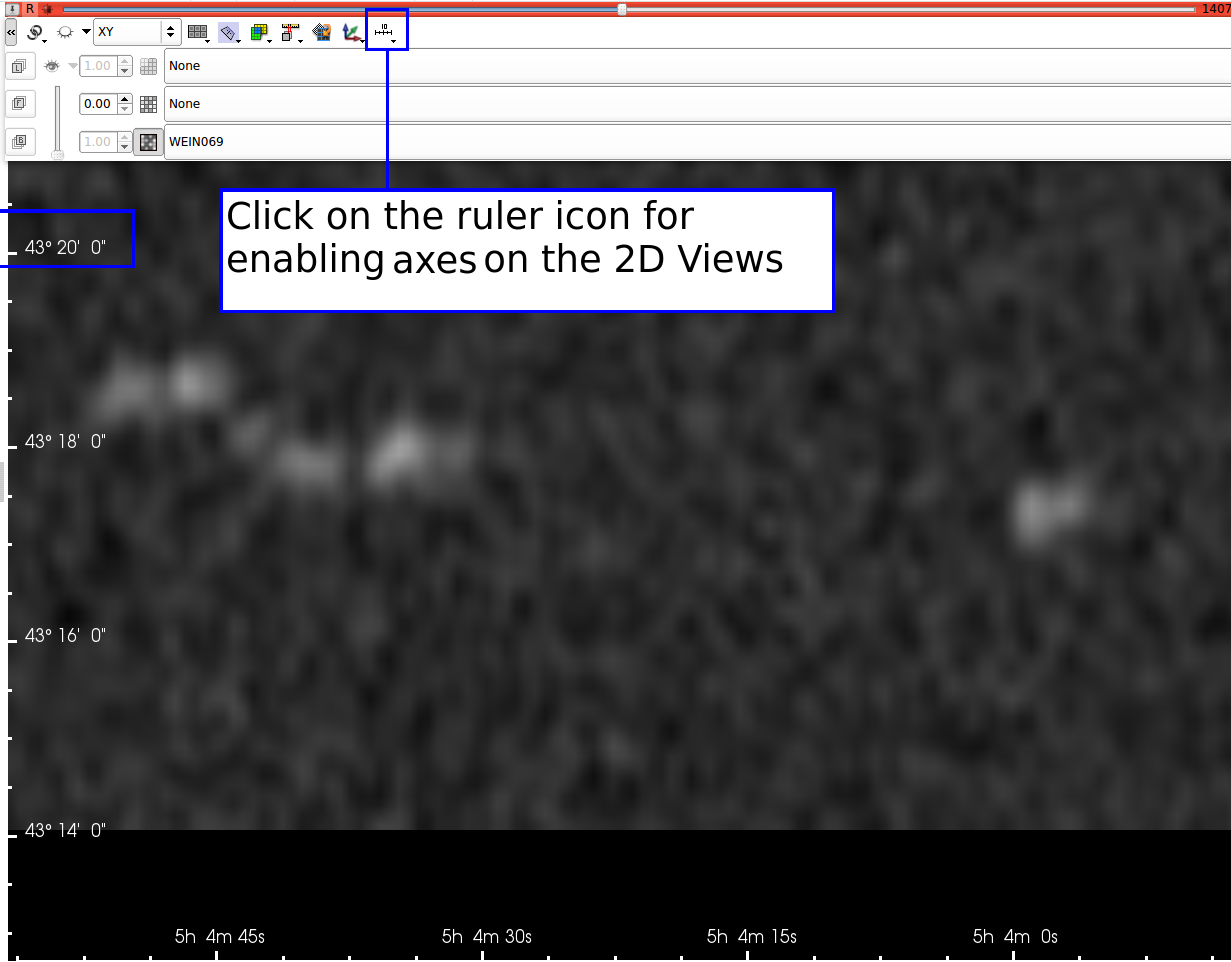 R
1407
XY
10
L
1.00
None
F
0.00
None
B
1.00
WEIN069
Click on the ruler icon for
enabling axes on the 2D Views
43° 20' 0"
43° 18' 0"
43° 16' 0"
43° 14' 0"
5h 4m 45s
5h 4m 30s
5h 4m 15s
5h 4m 0s